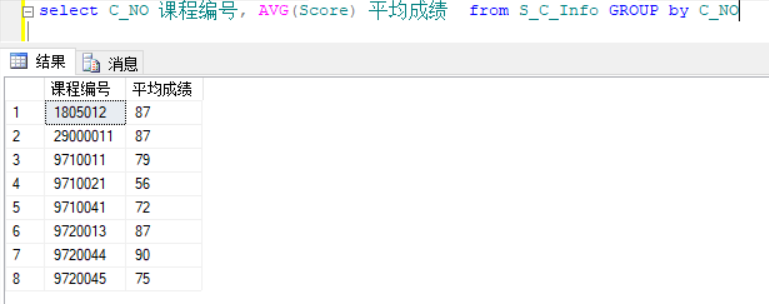 select C_NO 课程编号, AVG(Score) 平均成绩 from S_C_Info GROUP by C_NO
结果 消息
课程编号 平均成绩
1 1805012 87
2 29000011 87
3 9710011 79
4 9710021 56
5 9710041 72
6 9720013 87
7 9720044 90
8 9720045 75